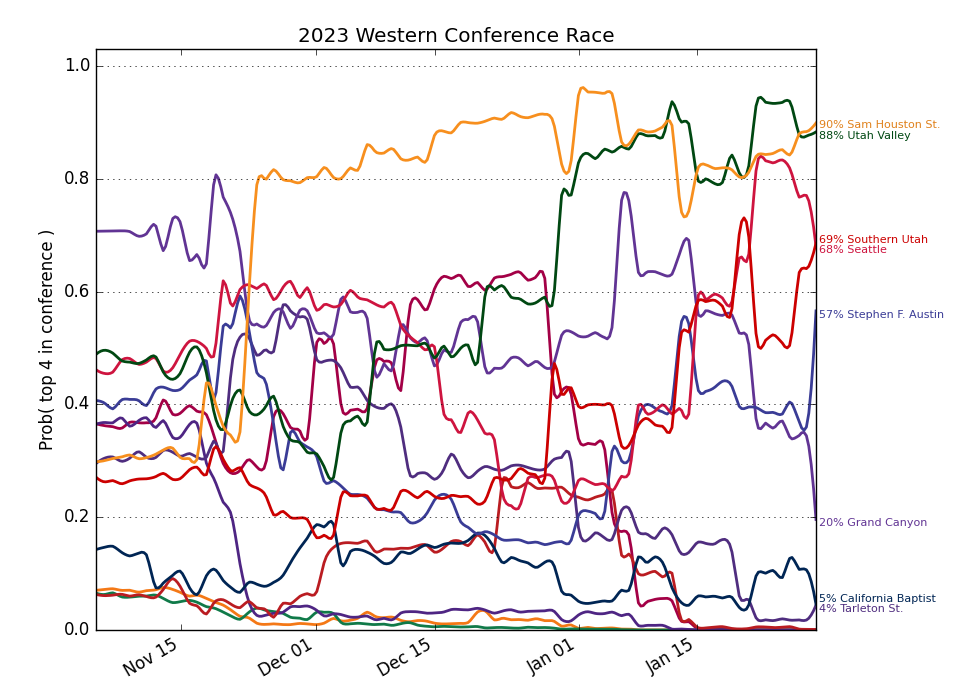 2023 Western Conference Race
Prob( top 4 in conference )
1.0
0.8
0.6
0.4
0.2
0.0
Nov 15
Dec 01
Dec 15
Jan 01
Jan 15
90% Sam Houston St.
88% Utah Valley
69% Southern Utah
68% Seattle
57% Stephen F. Austin
20% Grand Canyon
5% California Baptist
4% Tarleton St.